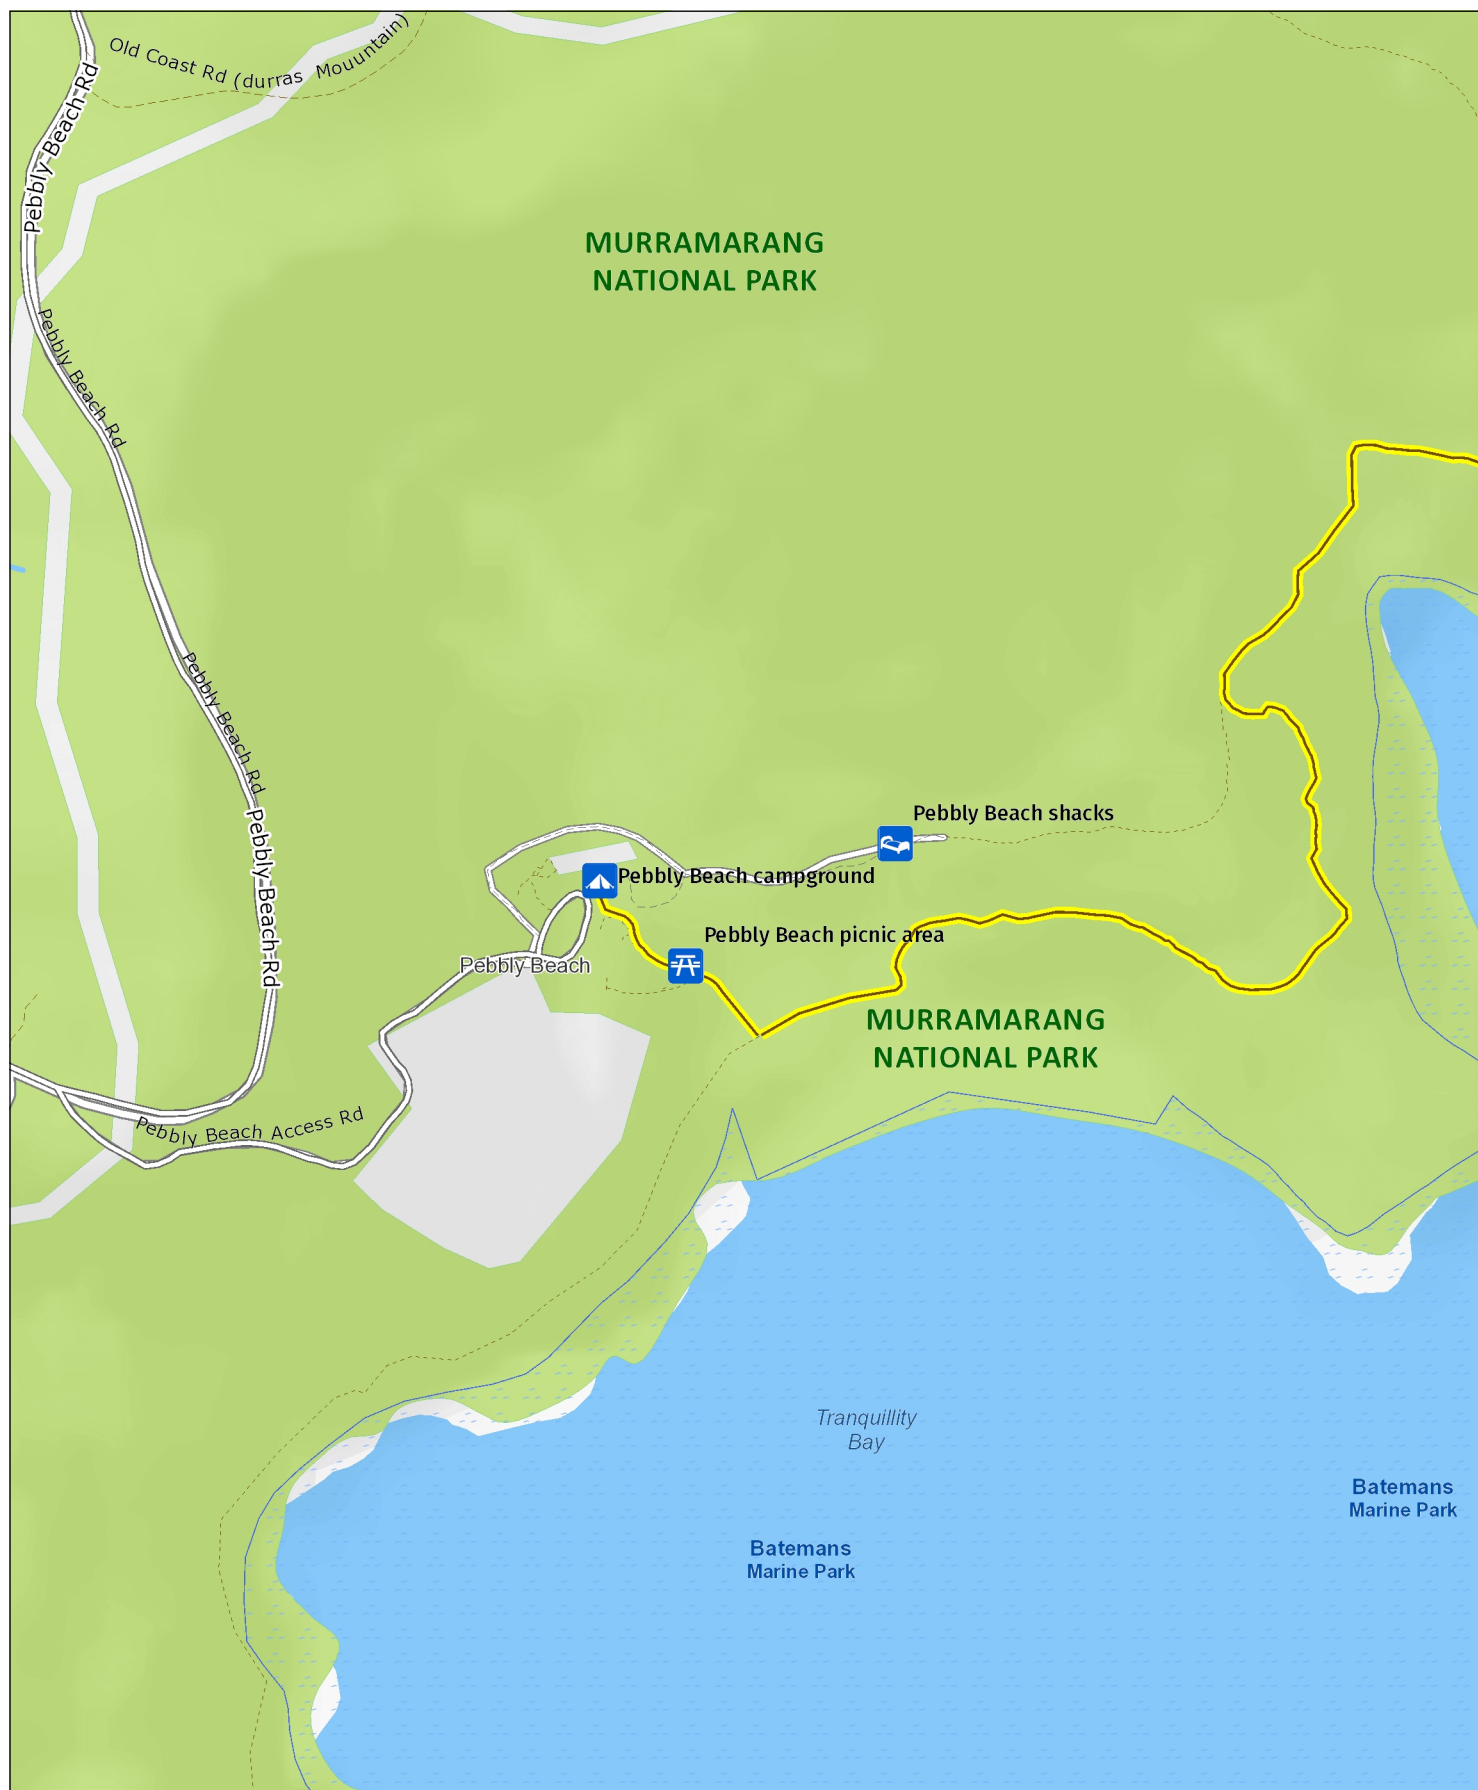 Old Coast Rd (durras Mouuntain)
Pebbly Beach Rd
MURRAMARANG
NATIONAL PARK
Pebbly Beach Rd
Pebbly Beach Rd
Pebbly Beach Rd
Pebbly Beach shacks
Pebbly Beach campground
Pebbly Beach picnic area
Pebbly Beach
MURRAMARANG
NATIONAL PARK
Pebbly Beach Access Rd
Tranquillity
Bay
Batemans
Marine Park
Batemans
Marine Park